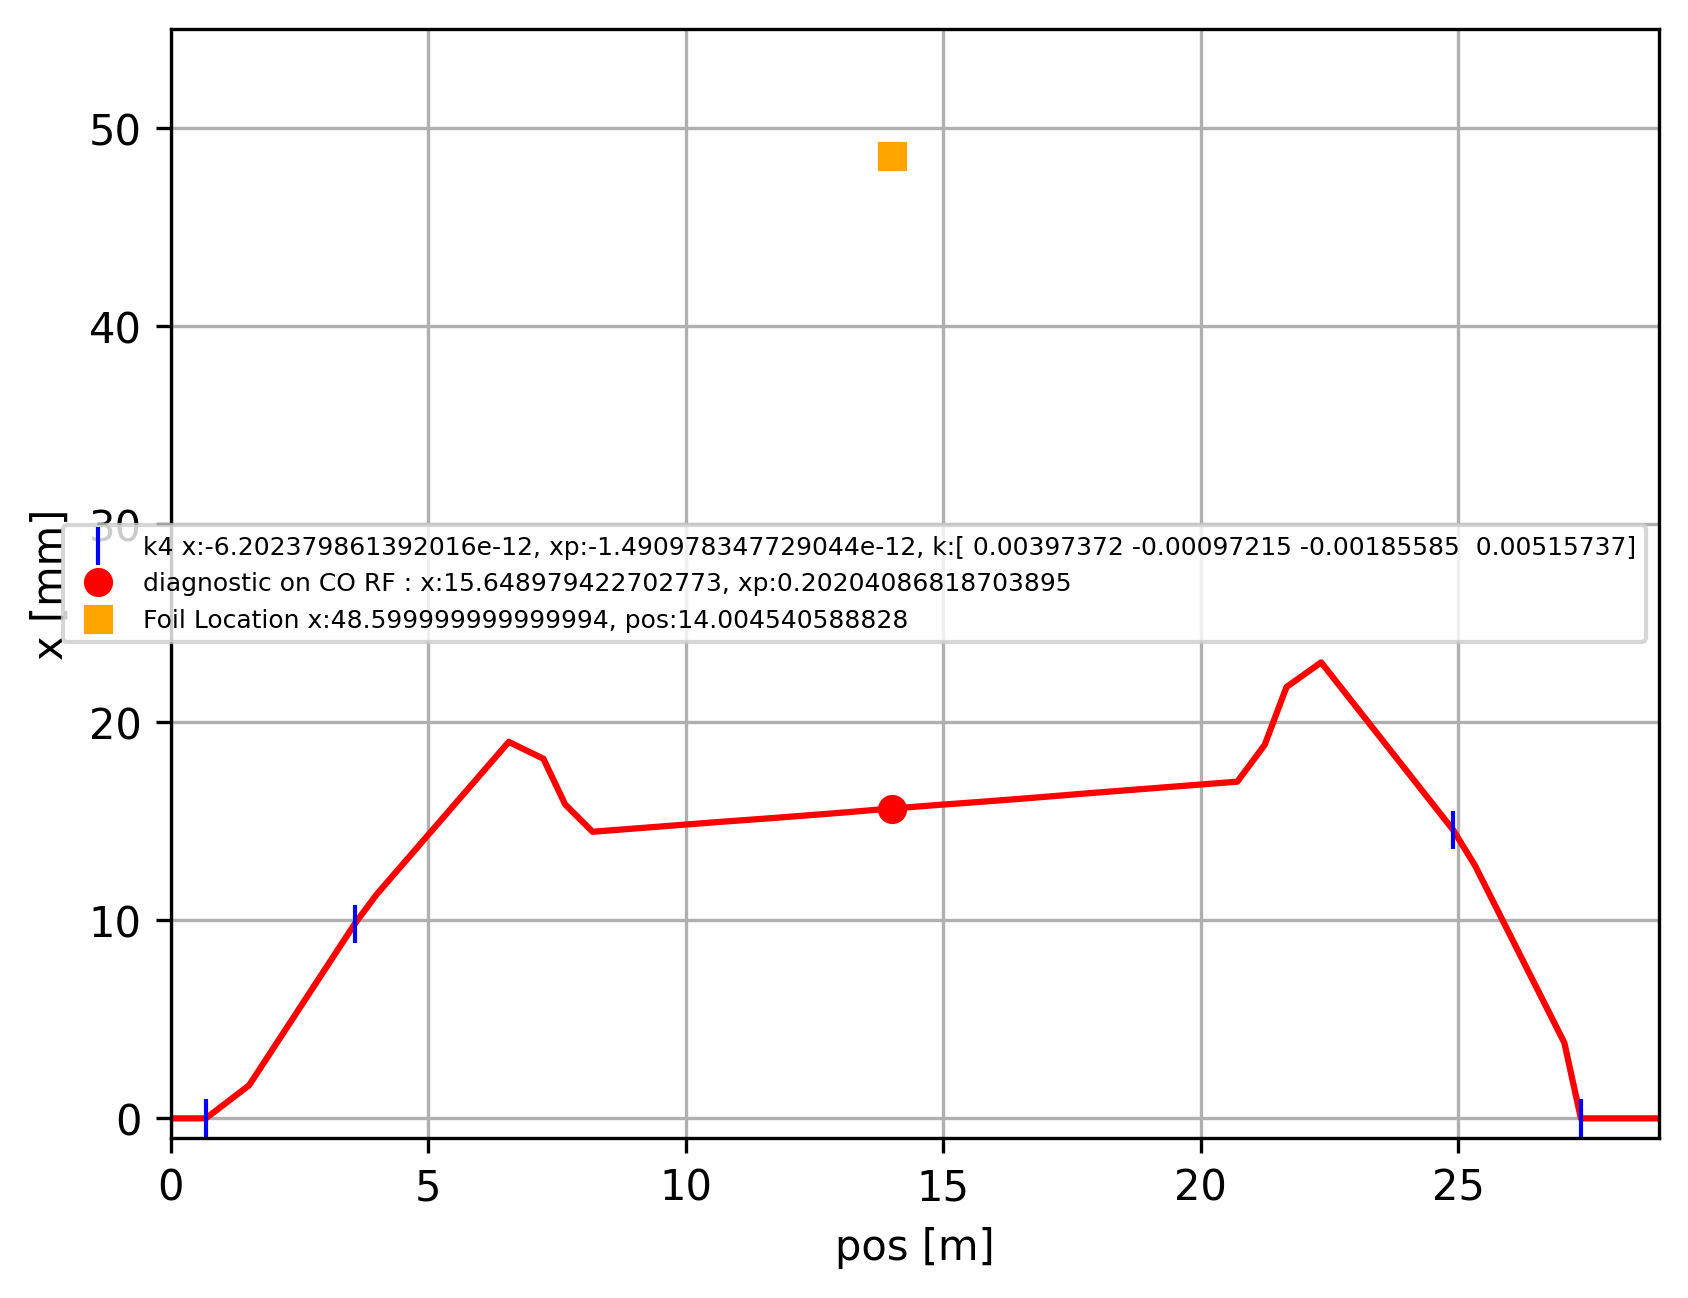 50
40
30
x [mm]
k4 x:-6.202379861392016e-12, xp:-1.490978347729044e-12, k:[ 0.00397372 -0.00097215 -0.00185585  0.00515737]
diagnostic on CO RF : x:15.648979422702773, xp:0.20204086818703895
Foil Location x:48.599999999999994, pos:14.004540588828
20
10
0
0 5 10 15 20 25
pos [m]